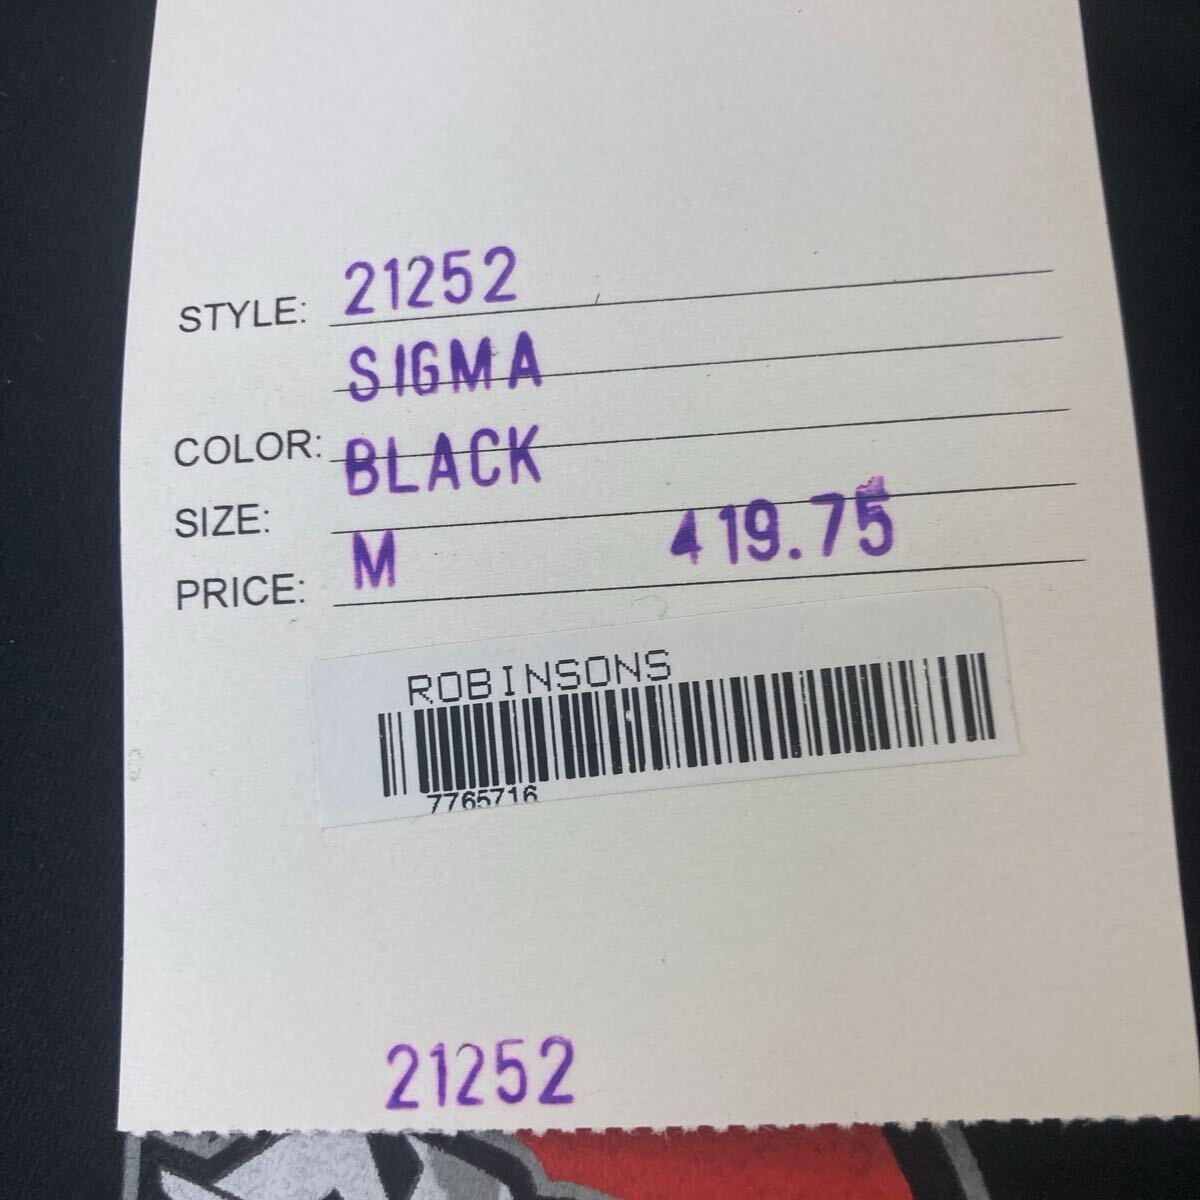 STYLE: 21252
SIGMA
COLOR: BLACK
SIZE: M 419.75
PRICE:
ROBINSONS
7765716
21252